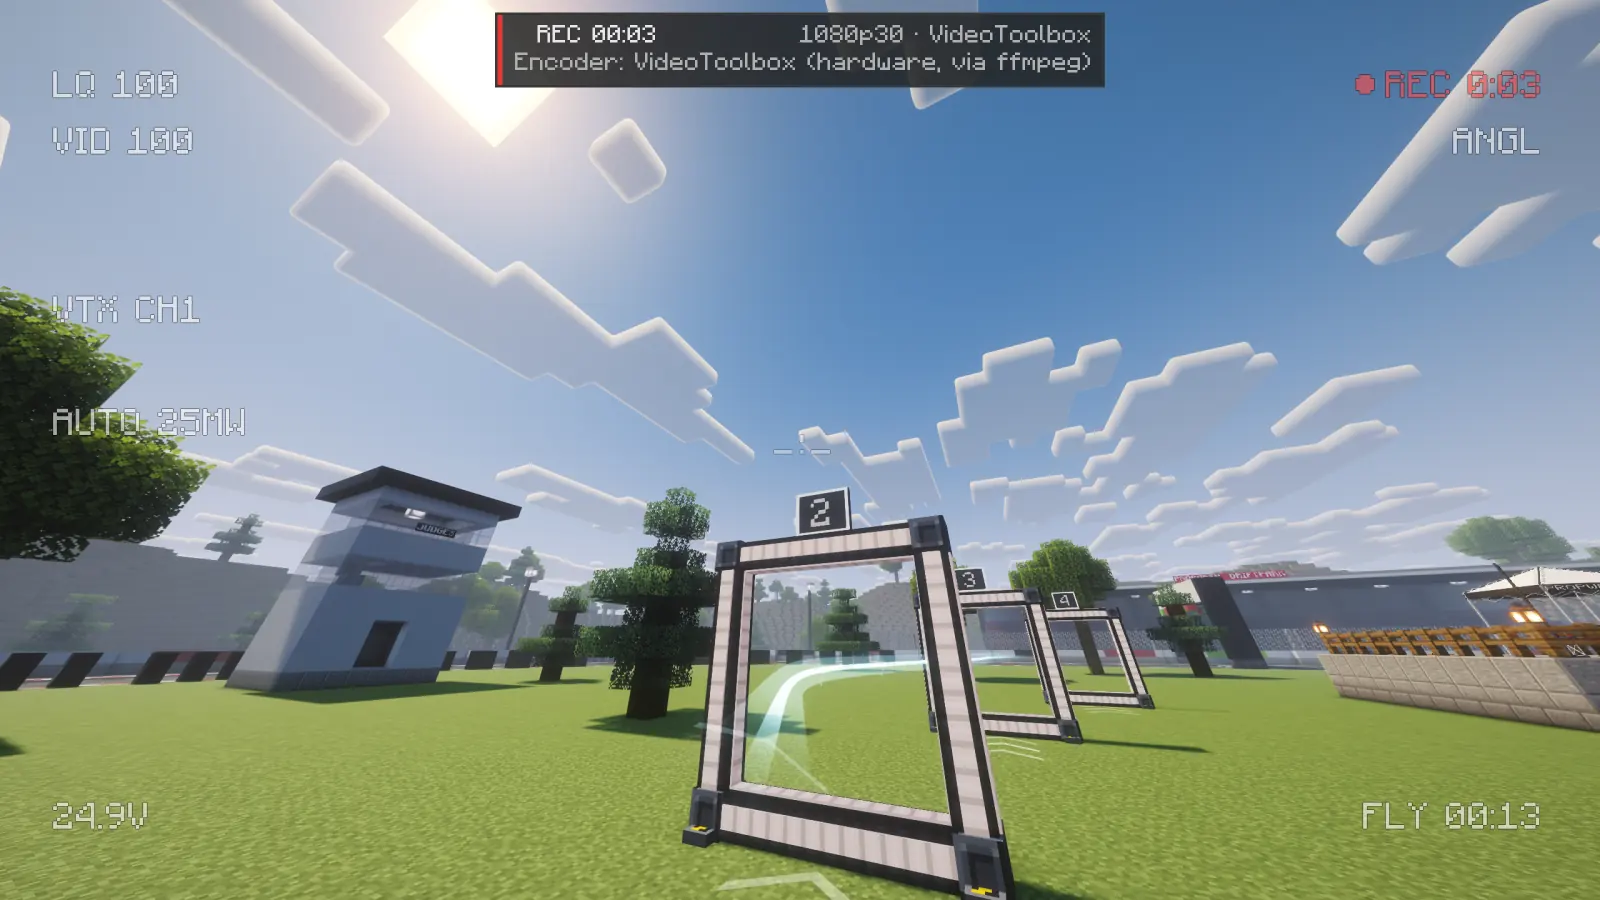 REC 00:03
1080p30 · VideoToolbox
Encoder: VideoToolbox (hardware, via ffmpeg)
LQ 100
VID 100
REC 0:03
ANGL
VTX CH1
AUTO 25MW
JUDGES
2
3
4
24.9V
FLY 00:13